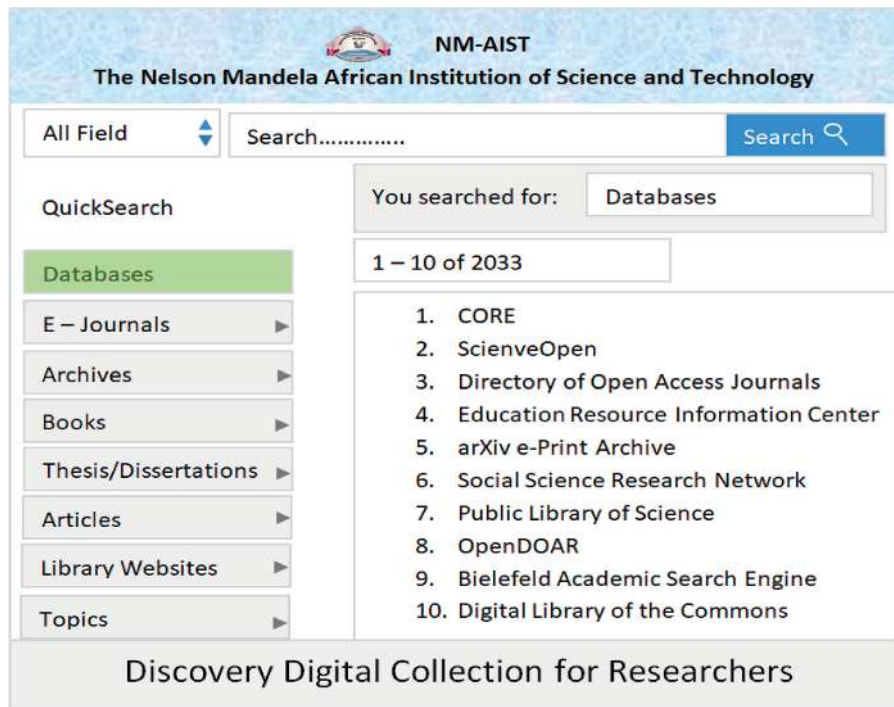 NM-AIST
The Nelson Mandela African Institution of Science and Technology
All Field
Search.............
Search
QuickSearch
You searched for:
Databases
Databases
1 – 10 of 2033
E – Journals
Archives
Books
Thesis/Dissertations
Articles
Library Websites
Topics
1. CORE
2. ScienveOpen
3. Directory of Open Access Journals
4. Education Resource Information Center
5. arXiv e-Print Archive
6. Social Science Research Network
7. Public Library of Science
8. OpenDOAR
9. Bielefeld Academic Search Engine
10. Digital Library of the Commons
Discovery Digital Collection for Researchers